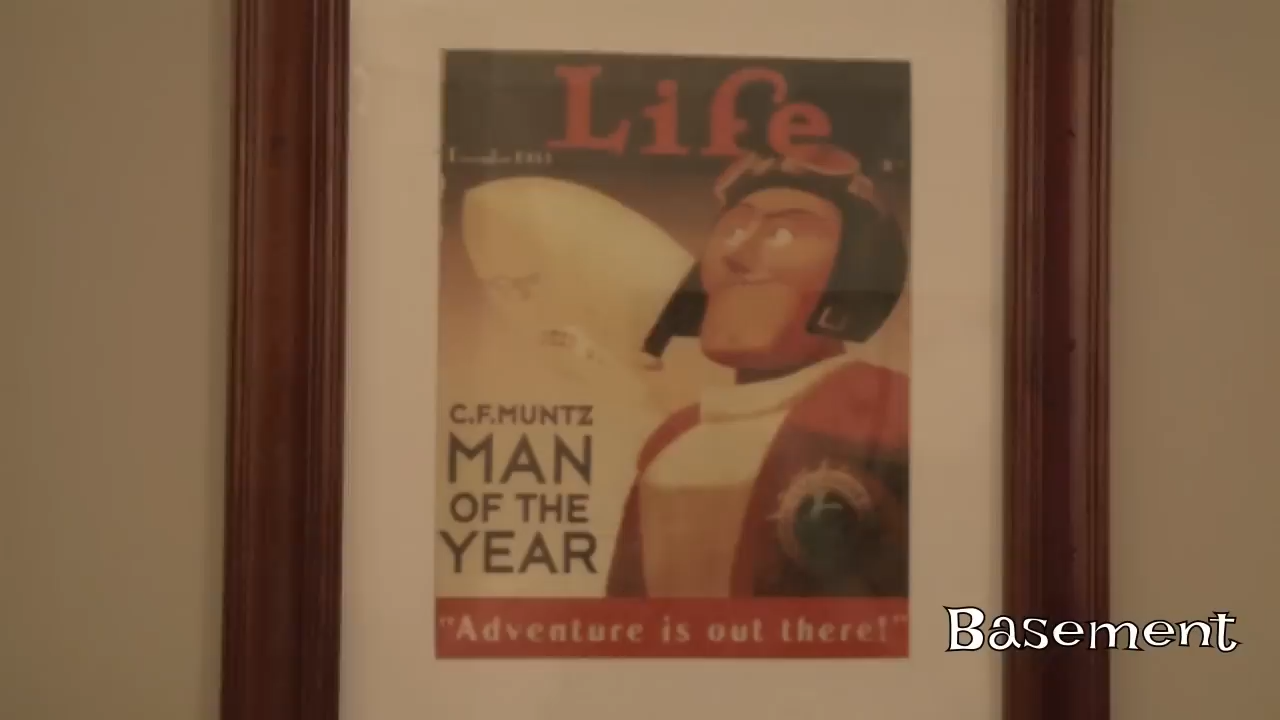 Life
C.F.MUNTZ
MAN
OF THE
YEAR
"Adventure is out there!"
Basement